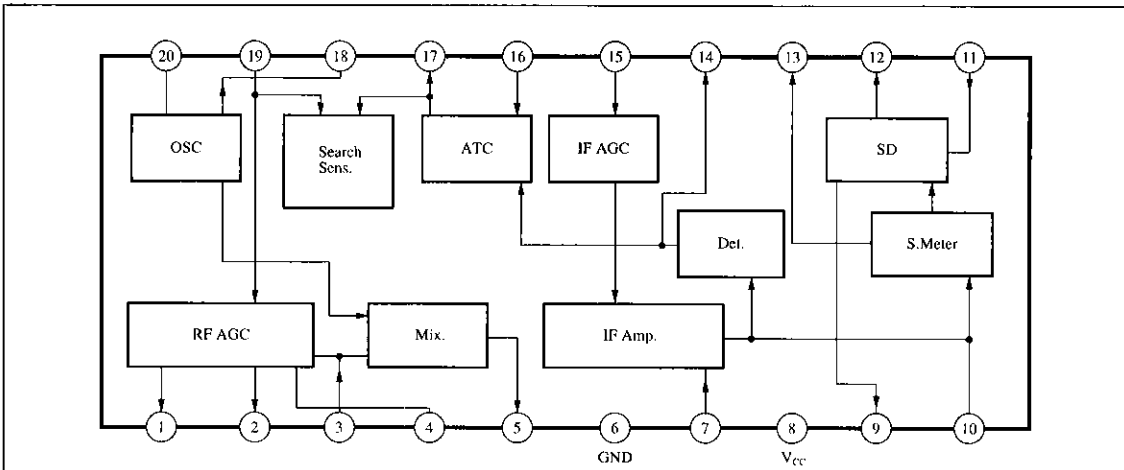 20 19 18 17 16 15 14 13 12 11
OSC
Search
Sens.
ATC
IF AGC
SD
Det.
S.Meter
RF AGC
Mix.
IF Amp.
1 2 3 4 5 6 7 8 9 10
GND
V_CC